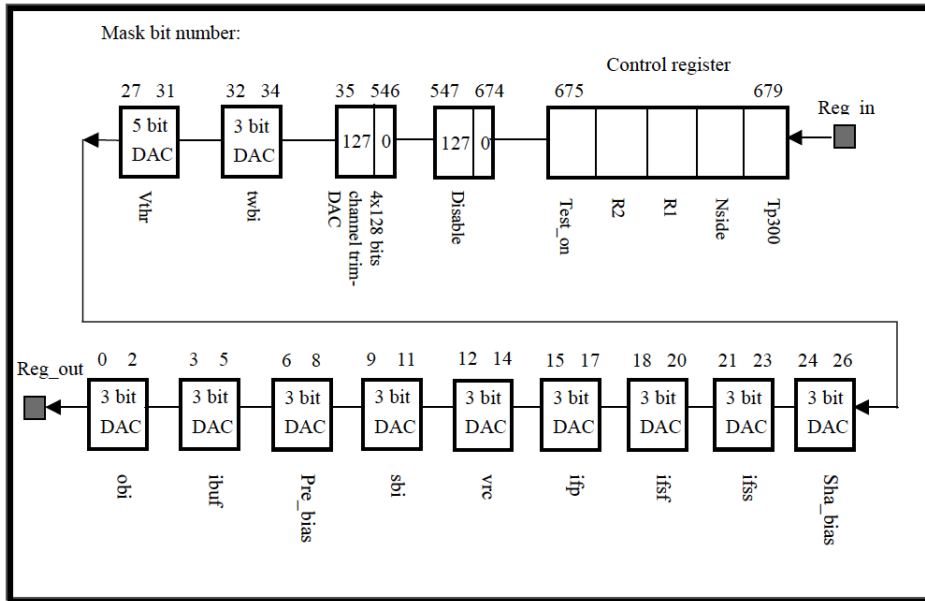 Mask bit number:
Control register
27 31 32 34 35 546 547 674 675 679
Reg_in
5 bit DAC
3 bit DAC
127 0
127 0
Vthr
twbi
4x128 bits
channel trim-
DAC
Disable
Test_on
R2
R1
Nside
Tp300
Reg_out
0 2 3 5 6 8 9 11 12 14 15 17 18 20 21 23 24 26
3 bit 3 bit 3 bit 3 bit 3 bit 3 bit 3 bit 3 bit 3 bit
DAC DAC DAC DAC DAC DAC DAC DAC DAC
obi
ibuf
Pre_bias
sbi
vrc
ifp
ifsf
ifss
Sha_bias